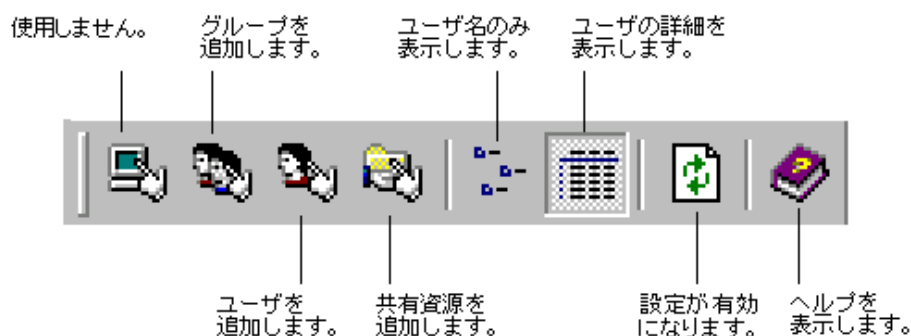 使用しません。
グループを
追加します。
ユーザ名のみ
表示します。
ユーザの詳細を
表示します。
?
ユーザを
追加します。
共有資源を
追加します。
設定が有効
になります。
ヘルプを
表示します。